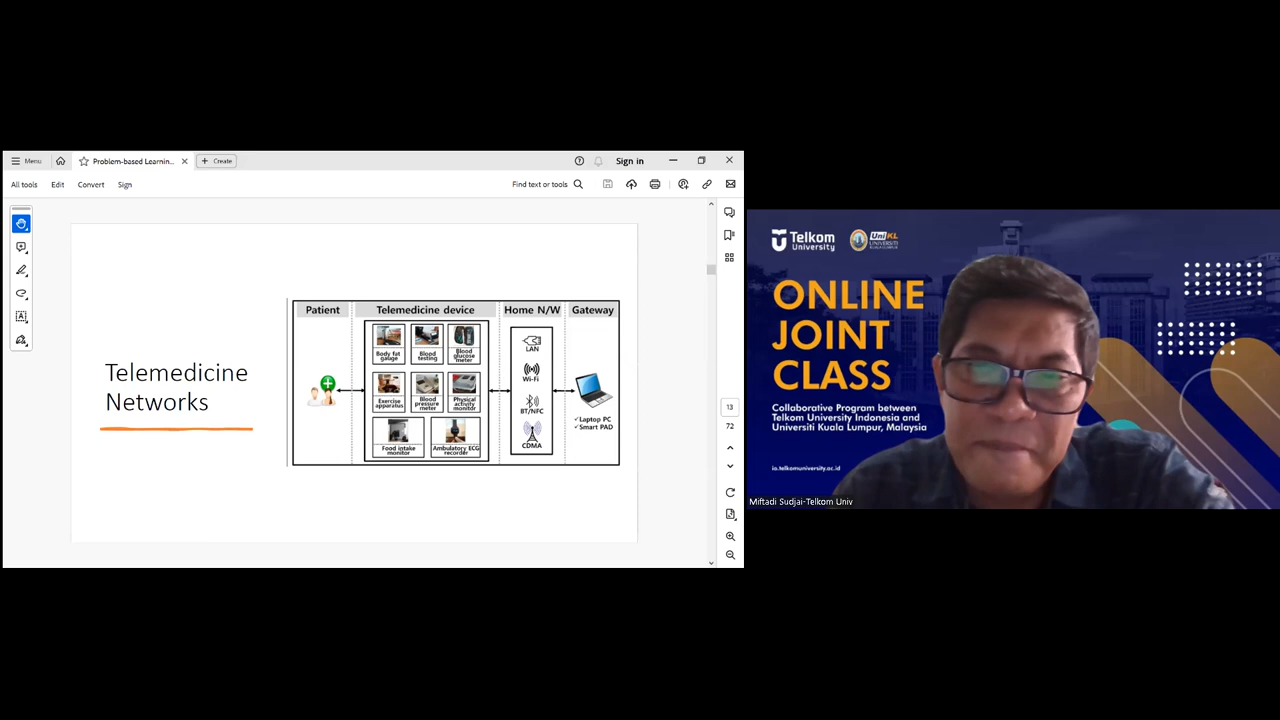 Menu
Problem-based Learnin...
Create
Sign in
All tools
Edit
Convert
Sign
Find text or tools
Telemedicine
Networks
Patient
Telemedicine device
Home N/W
Gateway
Body fat
gauge
Blood
testing
Blood
glucose
meter
Exercise
apparatus
Blood
pressure
meter
Physical
activity
monitor
Food intake
monitor
Ambulatory ECG
recorder
LAN
Wi-Fi
BT/NFC
CDMA
✓Laptop PC
✓Smart PAD
13
72
Telkom
University
UniKL
UNIVERSITI
KUALA LUMPUR
ONLINE
JOINT
CLASS
Collaborative Program between
Telkom University Indonesia and
Universiti Kuala Lumpur, Malaysia
io.telkomuniversity.ac.id
Miftadi Sudjai-Telkom Univ